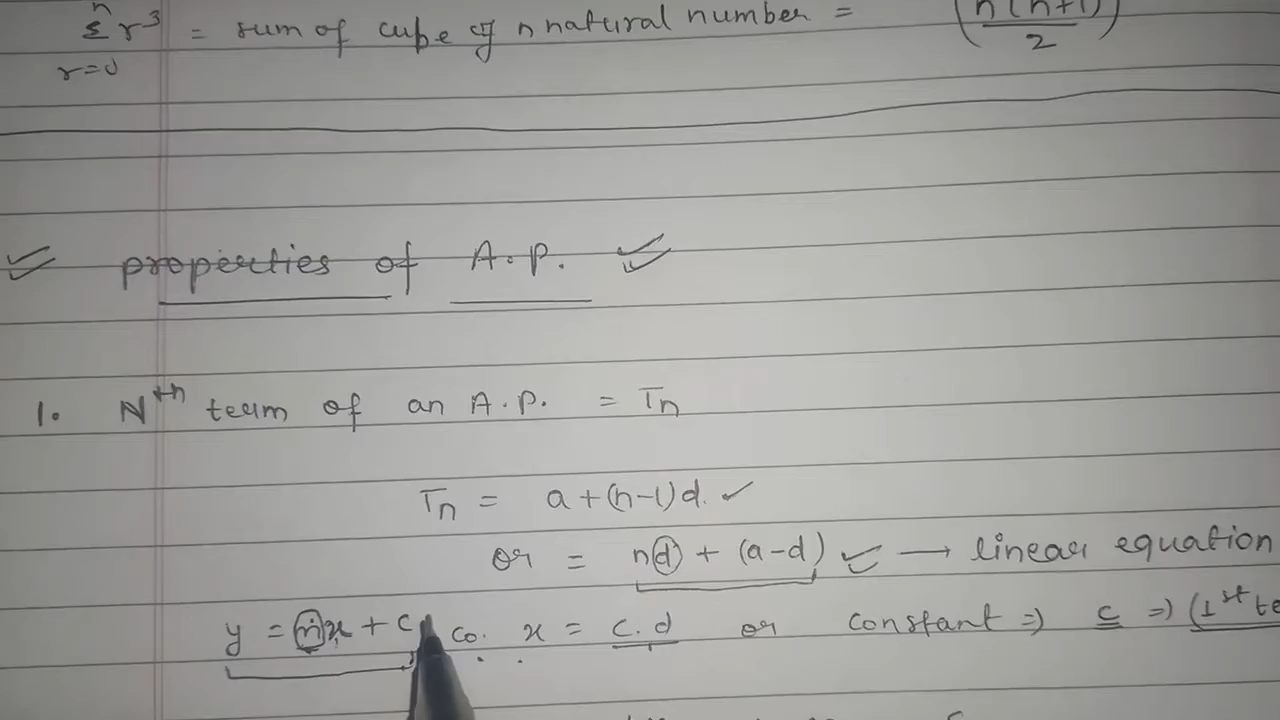 n
Σ r³ = sum of cube of n natural number = (n(n+1)/2)
r=0
properties of A.P.
1. Nth term of an A.P. = Tn
Tn = a+(n-1)d. ✓
or = nd + (a-d) → linear equation
y = mx + c, co. x = c.d or constant ⇒ c ⇒ (1st te